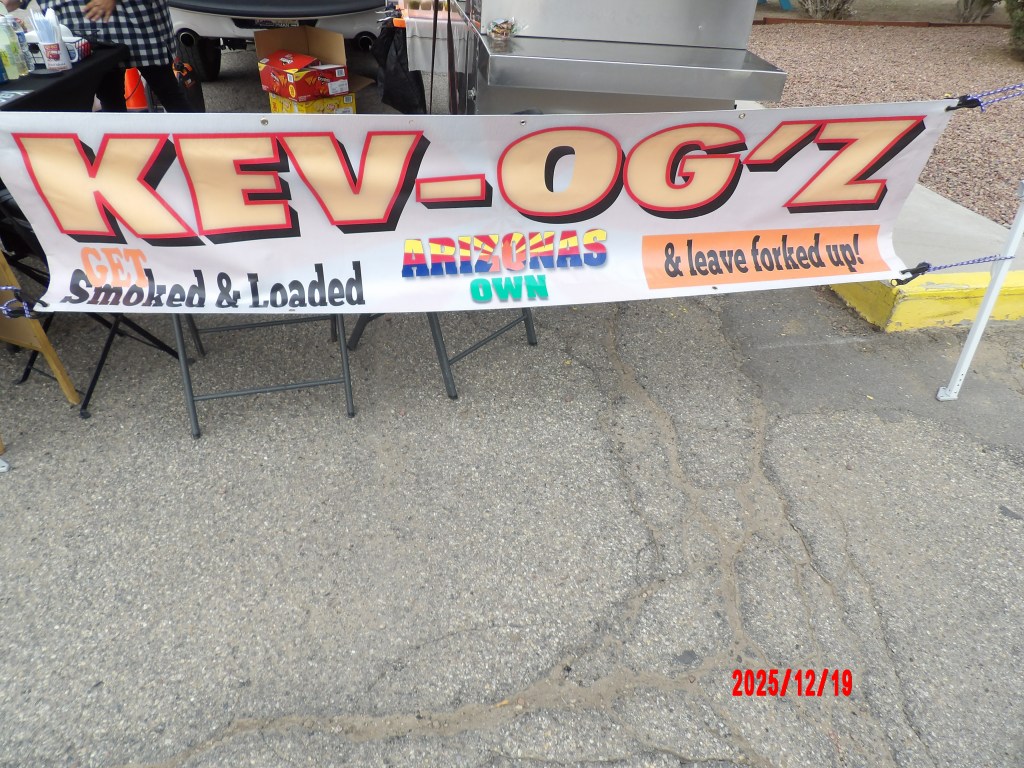 KEV-OG'Z
GET
Smoked & Loaded
ARIZONAS
OWN
& leave forked up!
2025/12/19